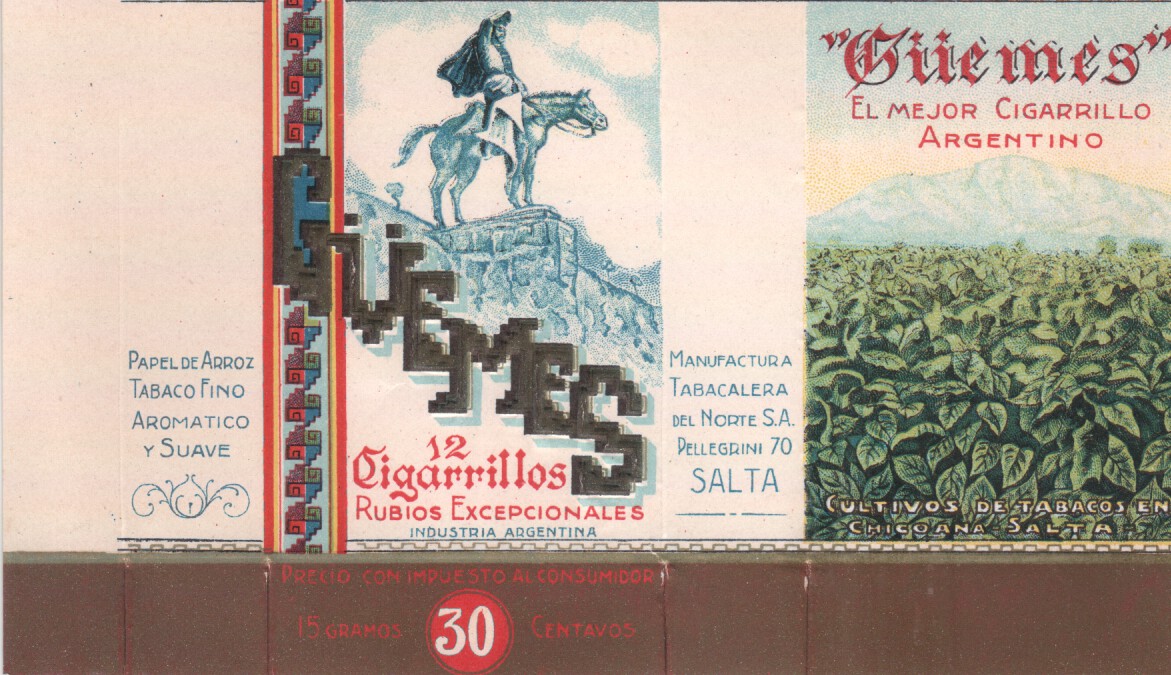 PAPEL DE ARROZ
TABACO FINO
AROMATICO
Y SUAVE
GÜEMES
12
Cigarrillos
RUBIOS EXCEPCIONALES
INDUSTRIA ARGENTINA
MANUFACTURA
TABACALERA
DEL NORTE S.A.
PELLEGRINI 70
SALTA
"Güemes"
EL MEJOR CIGARRILLO
ARGENTINO
CULTIVOS DE TABACOS EN
CHICOANA-SALTA-
PRECIO CON IMPUESTO AL CONSUMIDOR
15 GRAMOS 30 CENTAVOS